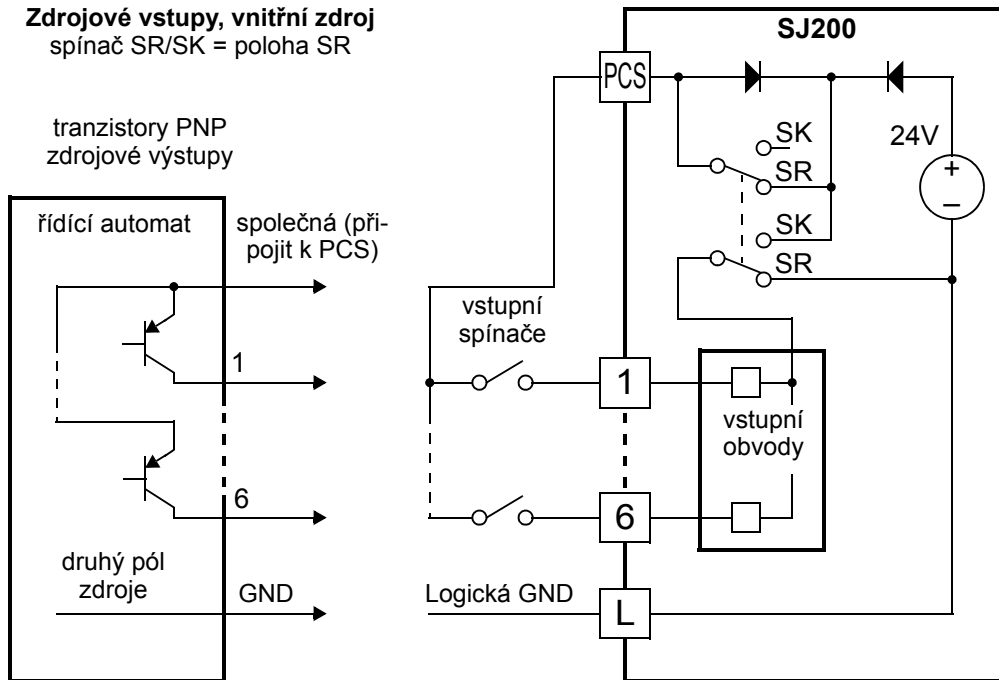 Zdrojové vstupy, vnitřní zdroj
spínač SR/SK = poloha SR
tranzistory PNP
zdrojové výstupy
řídící automat
společná (při-
pojit k PCS)
1
6
druhý pól
zdroje
GND
vstupní
spínače
Logická GND
SJ200
PCS
SK
SR
SK
SR
24V
+
–
1
vstupní
obvody
6
L